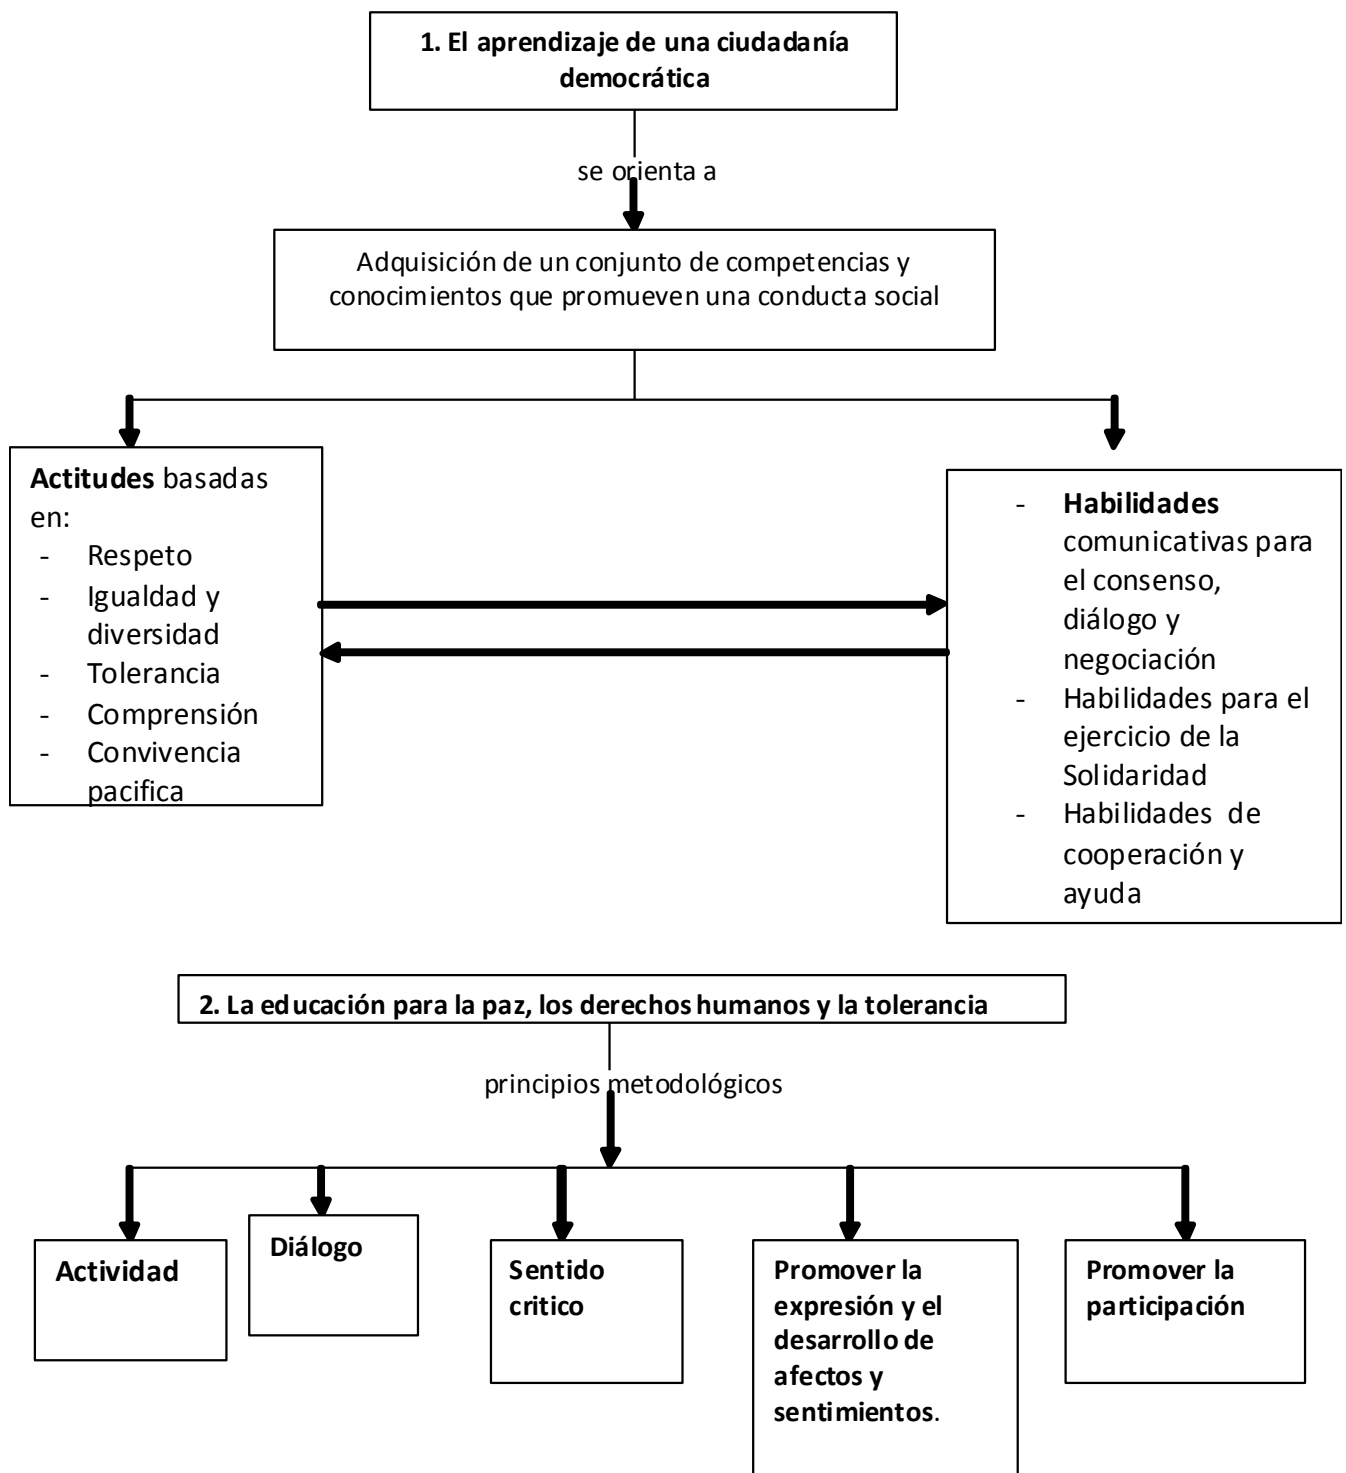 1. El aprendizaje de una ciudadanía
democrática
se orienta a
Adquisición de un conjunto de competencias y
conocimientos que promueven una conducta social
Actitudes basadas
en:
- Respeto
- Igualdad y
diversidad
- Tolerancia
- Comprensión
- Convivencia
pacifica
- Habilidades
comunicativas para
el consenso,
diálogo y
negociación
- Habilidades para el
ejercicio de la
Solidaridad
- Habilidades de
cooperación y
ayuda
2. La educación para la paz, los derechos humanos y la tolerancia
principios metodológicos
Actividad
Diálogo
Sentido
critico
Promover la
expresión y el
desarrollo de
afectos y
sentimientos.
Promover la
participación